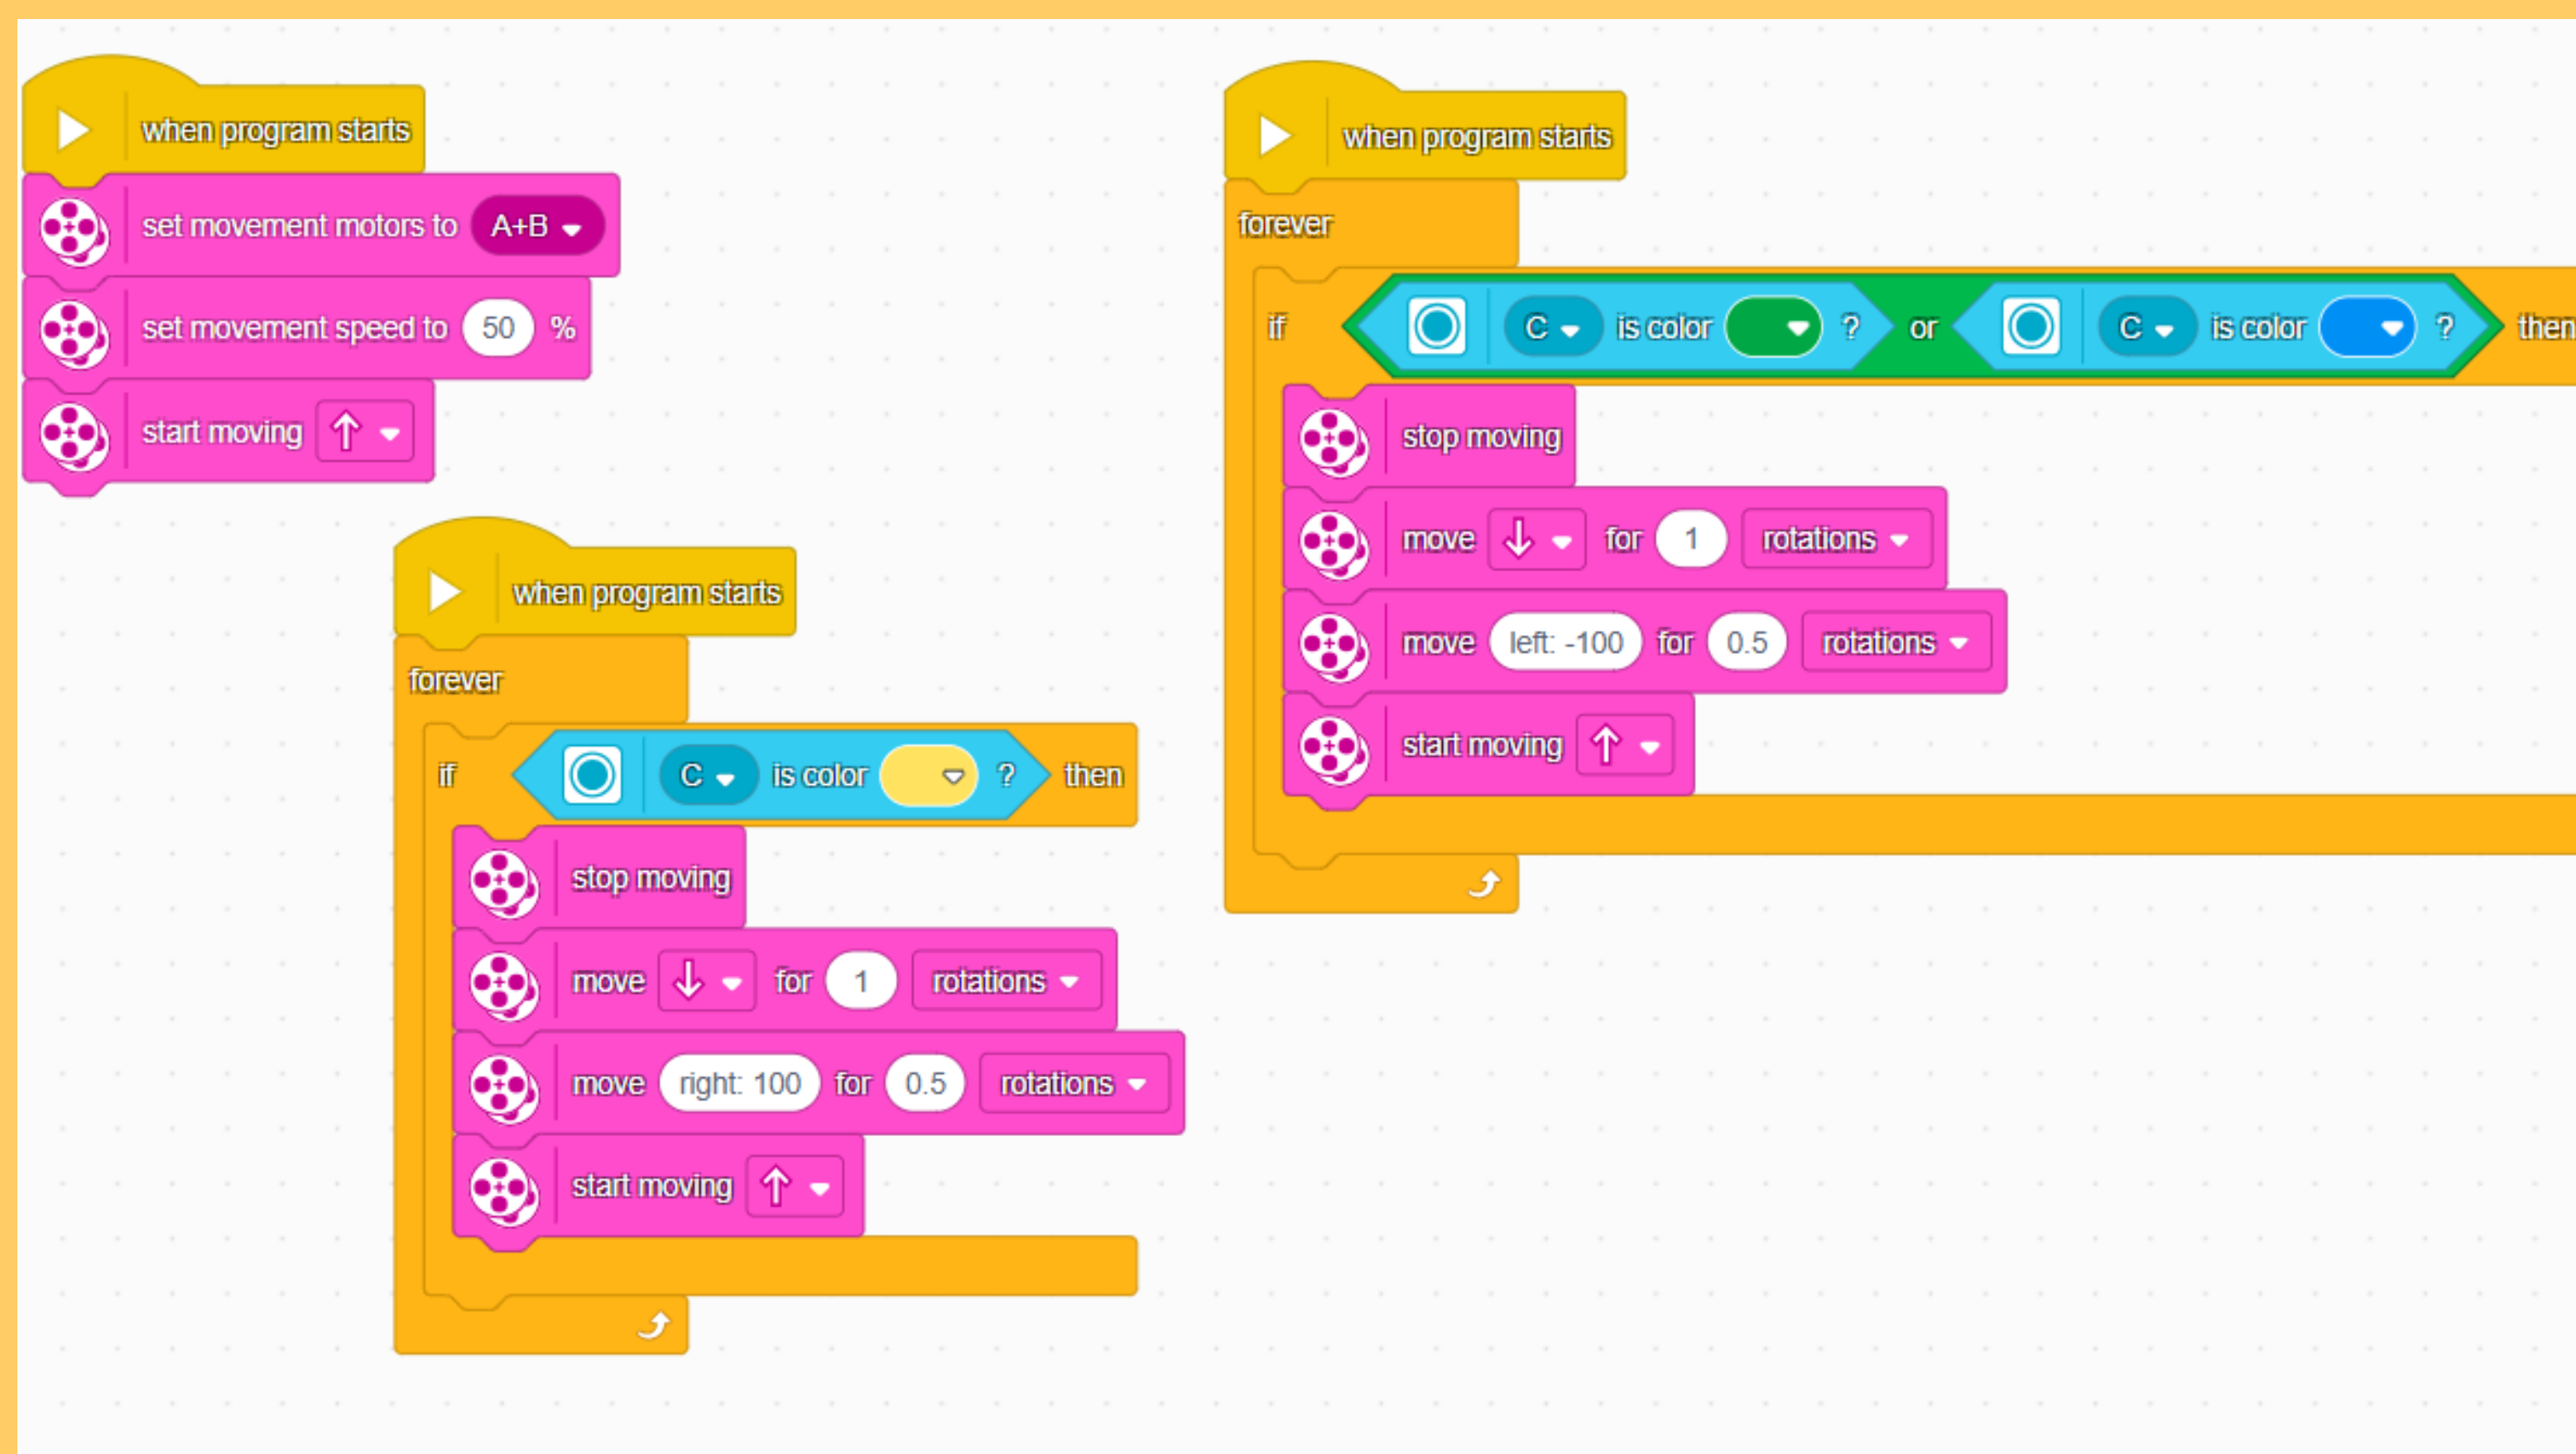 when program starts
set movement motors to A+B
set movement speed to 50 %
start moving
when program starts
forever
if C is color ? then
stop moving
move for 1 rotations
move right: 100 for 0.5 rotations
start moving
when program starts
forever
if C is color ? or C is color ? then
stop moving
move for 1 rotations
move left: -100 for 0.5 rotations
start moving